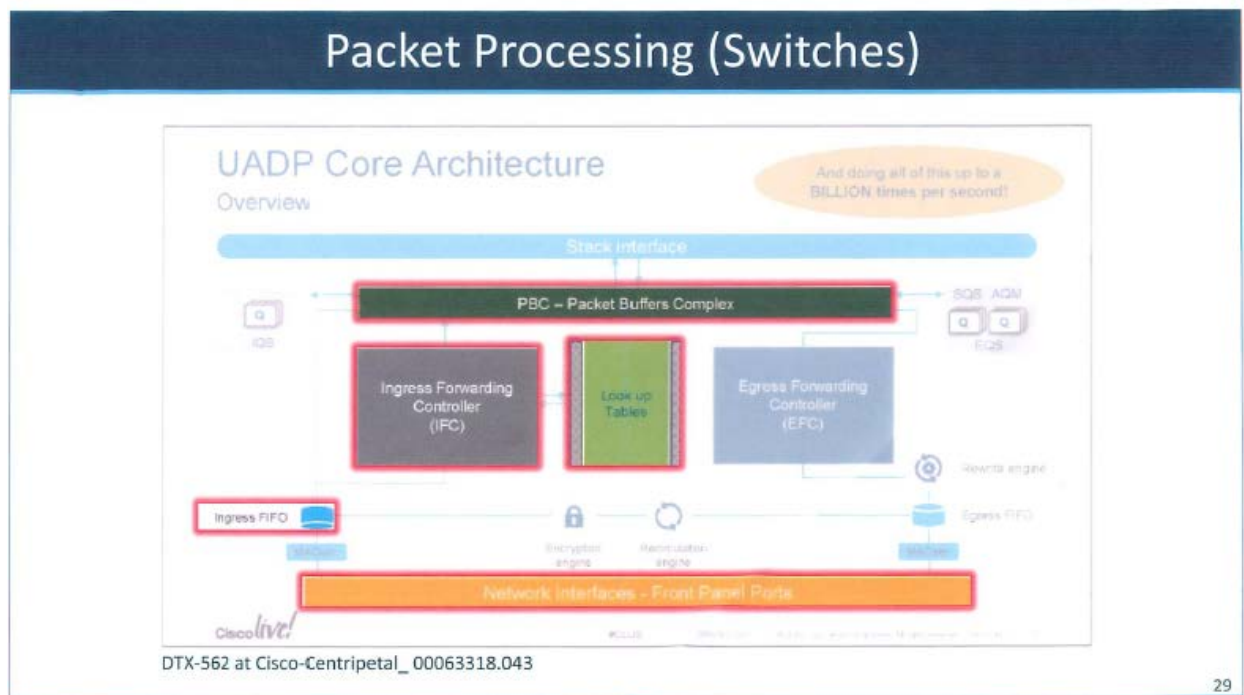 Packet Processing (Switches)
UADP Core Architecture
Overview
And doing all of this up to a
BILLION times per second!
Stack interface
PBC – Packet Buffers Complex
SQS AQM
Q
Q Q
IQS
EQS
Ingress Forwarding
Controller
(IFC)
Look up
Tables
Egress Forwarding
Controller
(EFC)
Rewrite engine
Ingress FIFO
Egress FIFO
MACsec
Encryption
engine
Recirculation
engine
MACsec
Network Interfaces - Front Panel Ports
Cisco live!
#CLUS
DTX-562 at Cisco-Centripetal_ 00063318.043
29